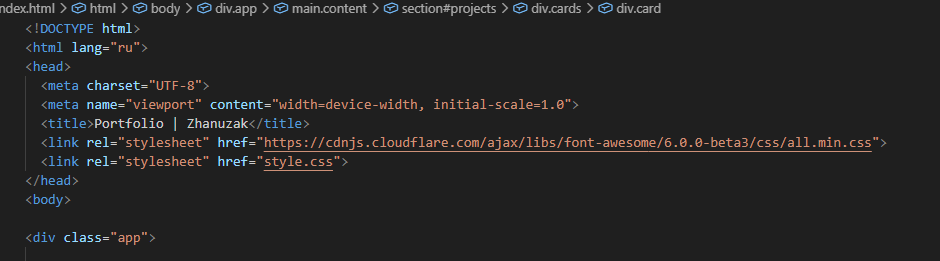 ndex.html > html > body > div.app > main.content > section#projects > div.cards > div.card
<!DOCTYPE html>
<html lang="ru">
<head>
<meta charset="UTF-8">
<meta name="viewport" content="width=device-width, initial-scale=1.0">
<title>Portfolio | Zhanuzak</title>
<link rel="stylesheet" href="https://cdnjs.cloudflare.com/ajax/libs/font-awesome/6.0.0-beta3/css/all.min.css">
<link rel="stylesheet" href="style.css">
</head>
<body>
<div class="app">